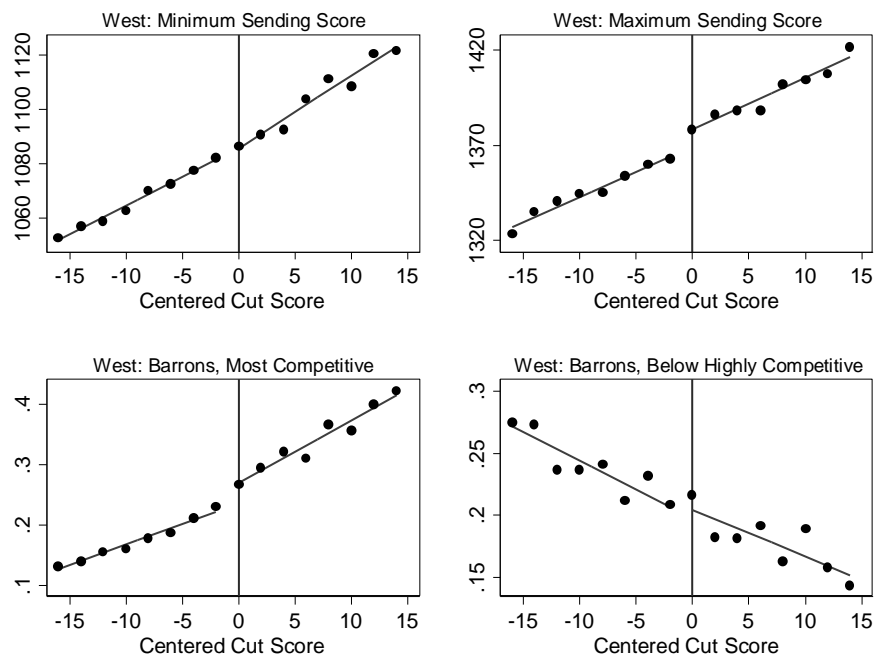 West: Minimum Sending Score
1060 1080 1100 1120
-15 -10 -5 0 5 10 15
Centered Cut Score
West: Maximum Sending Score
1320 1370 1420
-15 -10 -5 0 5 10 15
Centered Cut Score
West: Barrons, Most Competitive
.1 .2 .3 .4
-15 -10 -5 0 5 10 15
Centered Cut Score
West: Barrons, Below Highly Competitive
.15 .2 .25 .3
-15 -10 -5 0 5 10 15
Centered Cut Score